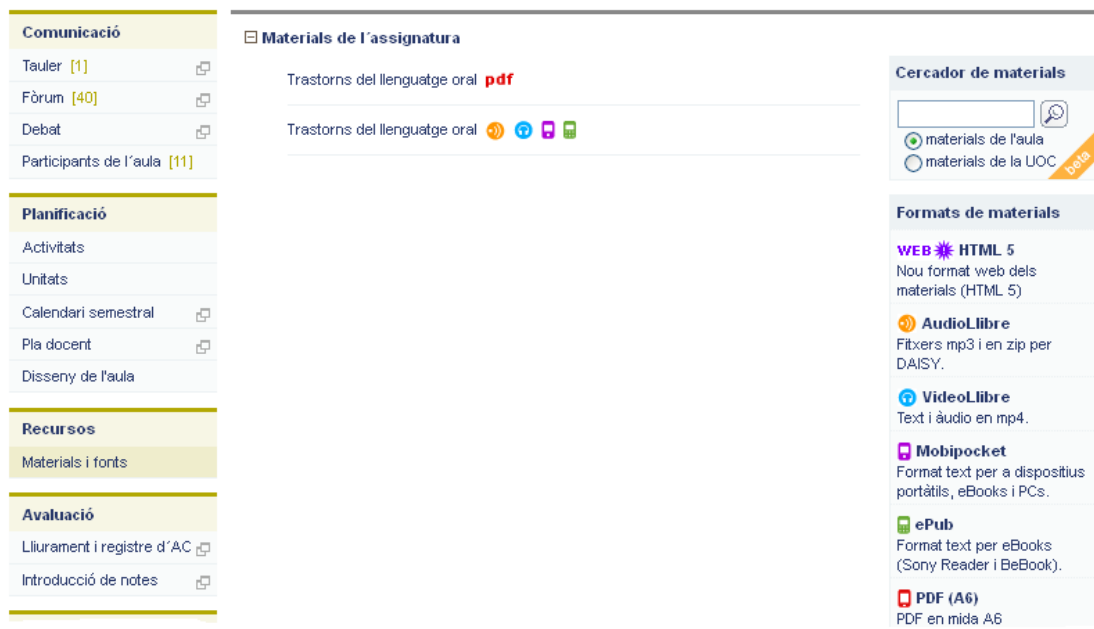 Comunicació
Tauler [1]
Fòrum [40]
Debat
Participants de l´aula [11]
Planificació
Activitats
Unitats
Calendari semestral
Pla docent
Disseny de l'aula
Recursos
Materials i fonts
Avaluació
Lliurament i registre d´AC
Introducció de notes
Materials de l´assignatura
Trastorns del llenguatge oral pdf
Trastorns del llenguatge oral
Cercador de materials
materials de l'aula
materials de la UOC
beta
Formats de materials
WEB HTML 5
Nou format web dels
materials (HTML 5)
AudioLlibre
Fitxers mp3 i en zip per
DAISY.
VideoLlibre
Text i àudio en mp4.
Mobipocket
Format text per a dispositius
portàtils, eBooks i PCs.
ePub
Format text per eBooks
(Sony Reader i BeBook).
PDF (A6)
PDF en mida A6